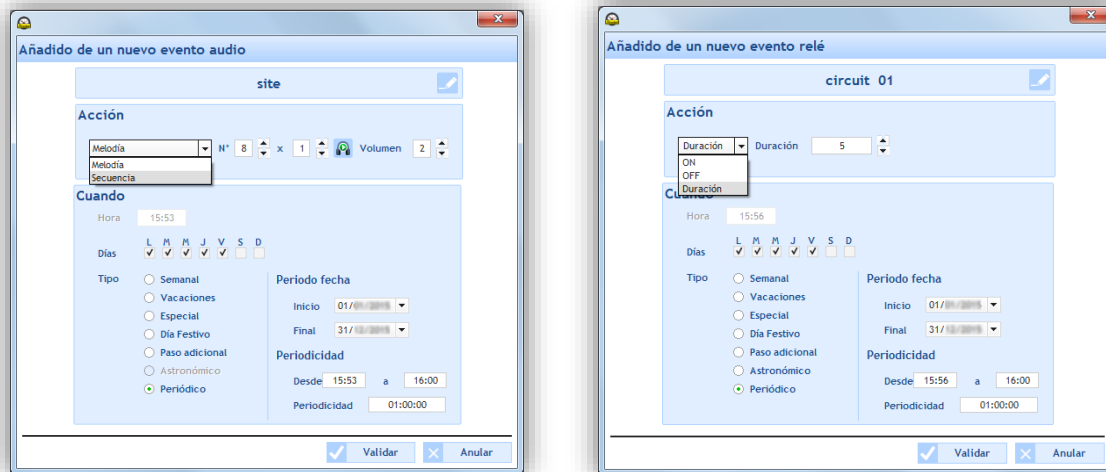 Añadido de un nuevo evento audio
site
Acción
Melodía N° 8 x 1 Volumen 2
Melodía
Secuencia
Cuando
Hora 15:53
L M M J V S D
Días
Tipo
Semanal
Vacaciones
Especial
Día Festivo
Paso adicional
Astronómico
Periódico
Periodo fecha
Inicio 01/
Final 31/
Periodicidad
Desde 15:53 a 16:00
Periodicidad 01:00:00
Validar Anular
Añadido de un nuevo evento relé
circuit 01
Acción
Duración Duración 5
ON
OFF
Duración
Cuando
Hora 15:56
L M M J V S D
Días
Tipo
Semanal
Vacaciones
Especial
Día Festivo
Paso adicional
Astronómico
Periódico
Periodo fecha
Inicio 01/
Final 31/
Periodicidad
Desde 15:56 a 16:00
Periodicidad 01:00:00
Validar Anular